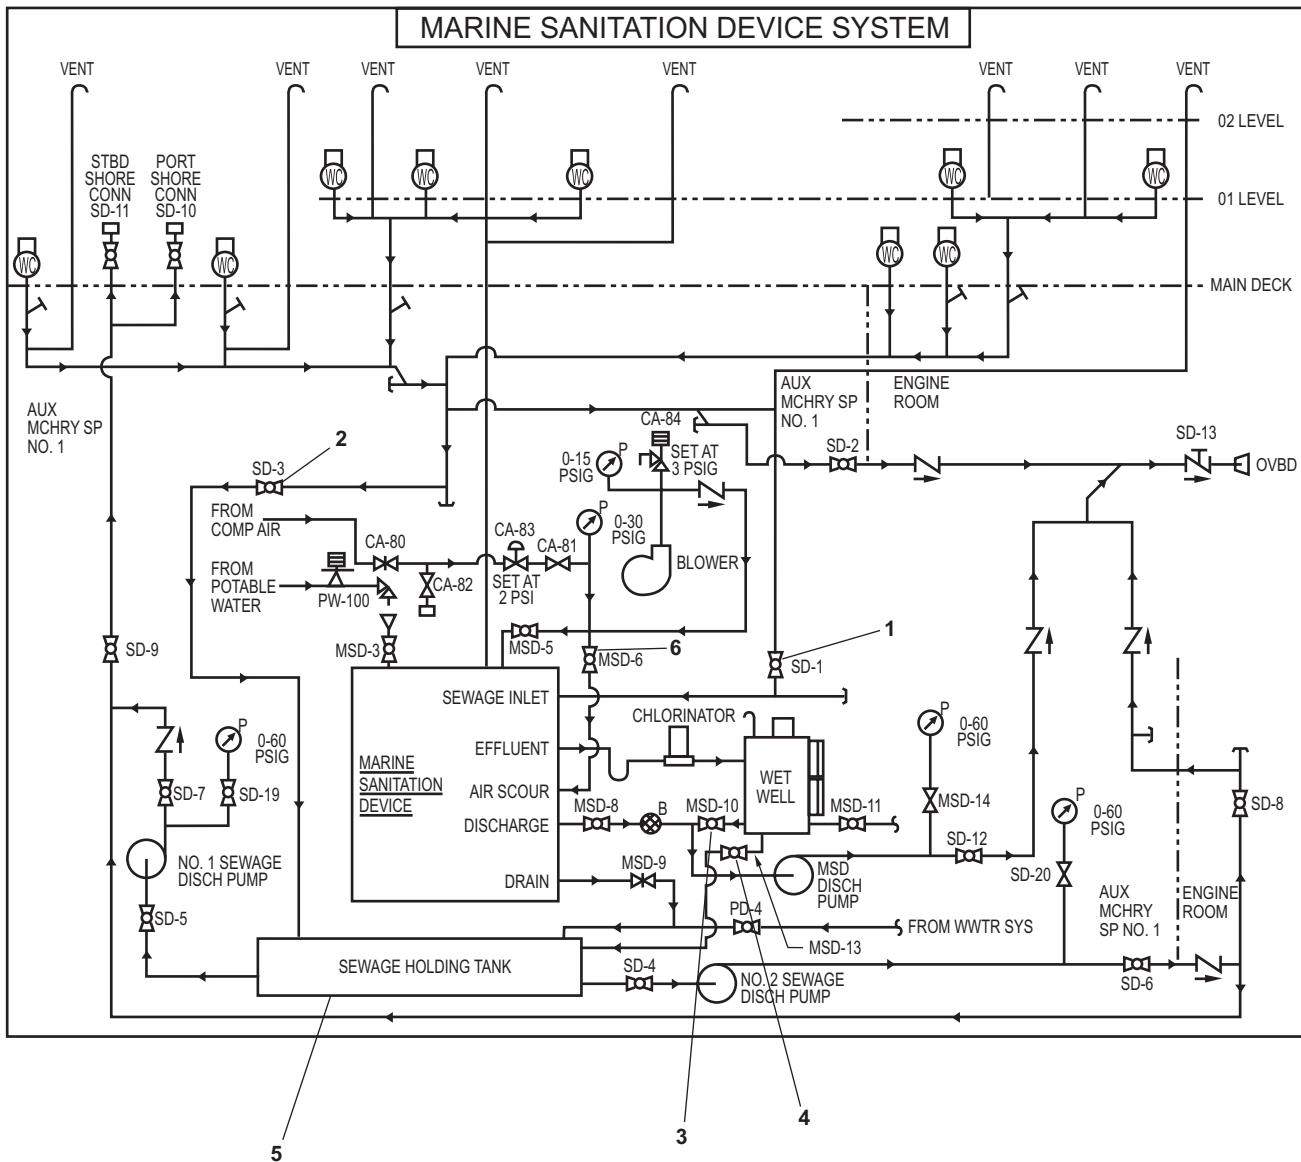 MARINE SANITATION DEVICE SYSTEM
VENT
VENT
VENT
VENT
VENT
VENT
VENT
VENT
02 LEVEL
STBD
SHORE
CONN
SD-11
PORT
SHORE
CONN
SD-10
WC
WC
WC
WC
WC
01 LEVEL
WC
WC
WC
WC
MAIN DECK
AUX
MCHRY SP
NO. 1
AUX
MCHRY SP
NO. 1
ENGINE
ROOM
2
SD-3
CA-84
SET AT
3 PSIG
P
0-15
PSIG
SD-2
SD-13
OVBD
FROM
COMP AIR
CA-80
CA-83
CA-81
P
0-30
PSIG
BLOWER
FROM
POTABLE
WATER
PW-100
CA-82
SET AT
2 PSI
1
SD-9
MSD-3
MSD-5
MSD-6
6
SD-1
SEWAGE INLET
CHLORINATOR
P
0-60
PSIG
P
0-60
PSIG
EFFLUENT
MARINE
SANITATION
DEVICE
WET
WELL
AIR SCOUR
SD-7
SD-19
MSD-8
B
MSD-10
MSD-11
MSD-14
P
0-60
PSIG
SD-8
DISCHARGE
NO. 1 SEWAGE
DISCH PUMP
MSD-9
MSD
DISCH
PUMP
SD-12
SD-20
DRAIN
SD-5
PD-4
FROM WWTR SYS
AUX
MCHRY
SP NO. 1
ENGINE
ROOM
MSD-13
SEWAGE HOLDING TANK
SD-4
NO. 2 SEWAGE
DISCH PUMP
SD-6
4
3
5